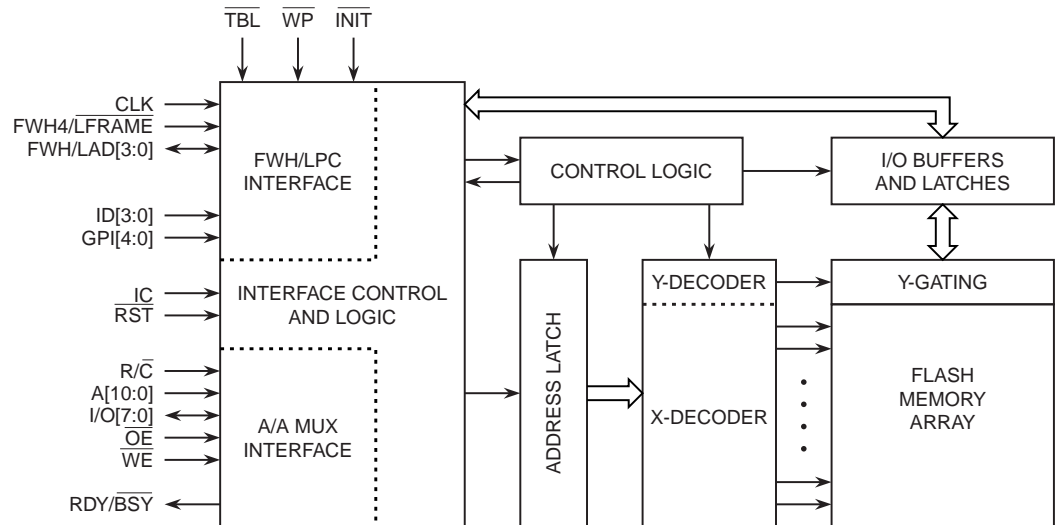 TBL WP INIT
CLK
FWH4/LFRAME
FWH/LAD[3:0]
ID[3:0]
GPI[4:0]
IC
RST
R/C
A[10:0]
I/O[7:0]
OE
WE
RDY/BSY
FWH/LPC
INTERFACE
INTERFACE CONTROL
AND LOGIC
A/A MUX
INTERFACE
CONTROL LOGIC
I/O BUFFERS
AND LATCHES
ADDRESS LATCH
Y-DECODER
X-DECODER
Y-GATING
FLASH
MEMORY
ARRAY